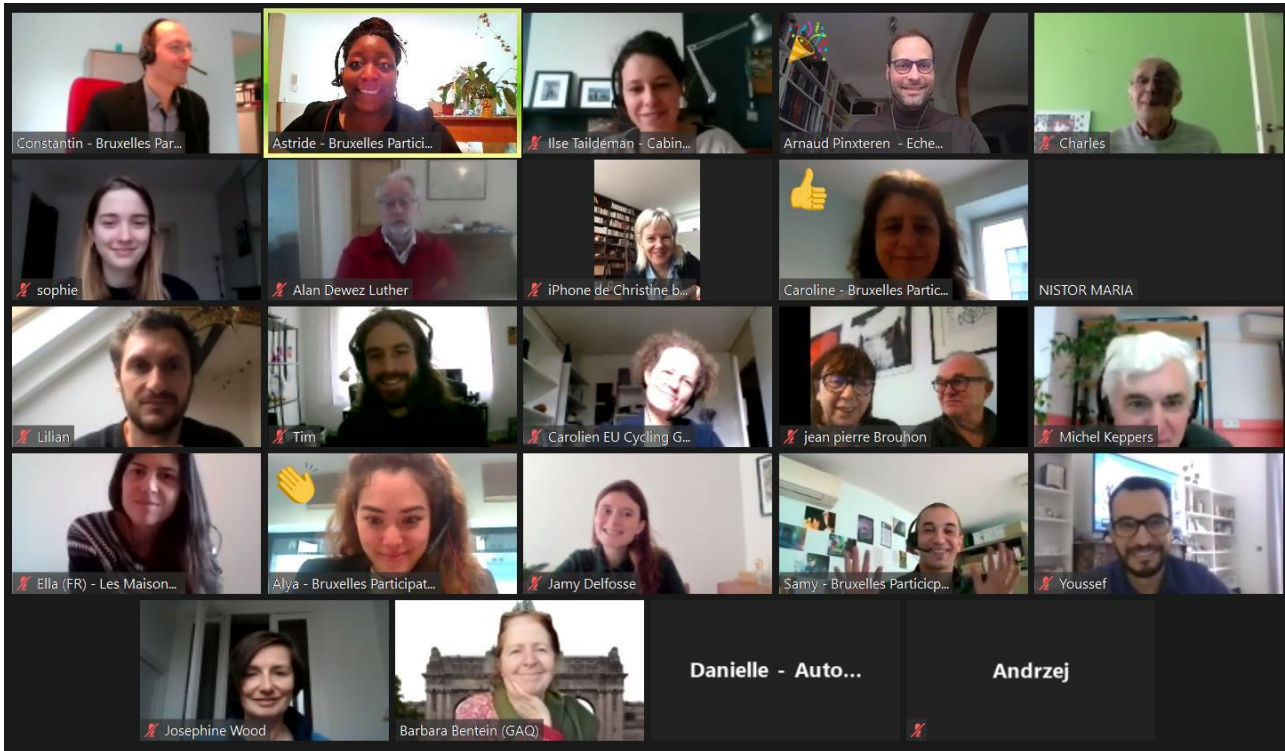 Constantin - Bruxelles Par...
Astride - Bruxelles Partici...
Ilse Taildeman - Cabin...
Arnaud Pinxteren - Eche...
Charles
sophie
Alan Dewez Luther
iPhone de Christine b...
Caroline - Bruxelles Partic...
NISTOR MARIA
Lilian
Tim
Carolien EU Cycling G...
jean pierre Brouhon
Michel Keppers
Ella (FR) - Les Maison...
Alya - Bruxelles Participat...
Jamy Delfosse
Samy - Bruxelles Particicp...
Youssef
Josephine Wood
Barbara Bentein (GAQ)
Danielle - Auto...
Andrzej